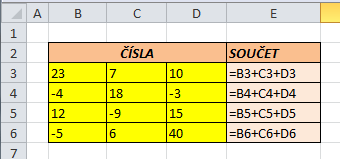 A B C D E
1
2 ČÍSLA SOUČET
3 23 7 10 =B3+C3+D3
4 -4 18 -3 =B4+C4+D4
5 12 -9 15 =B5+C5+D5
6 -5 6 40 =B6+C6+D6
7